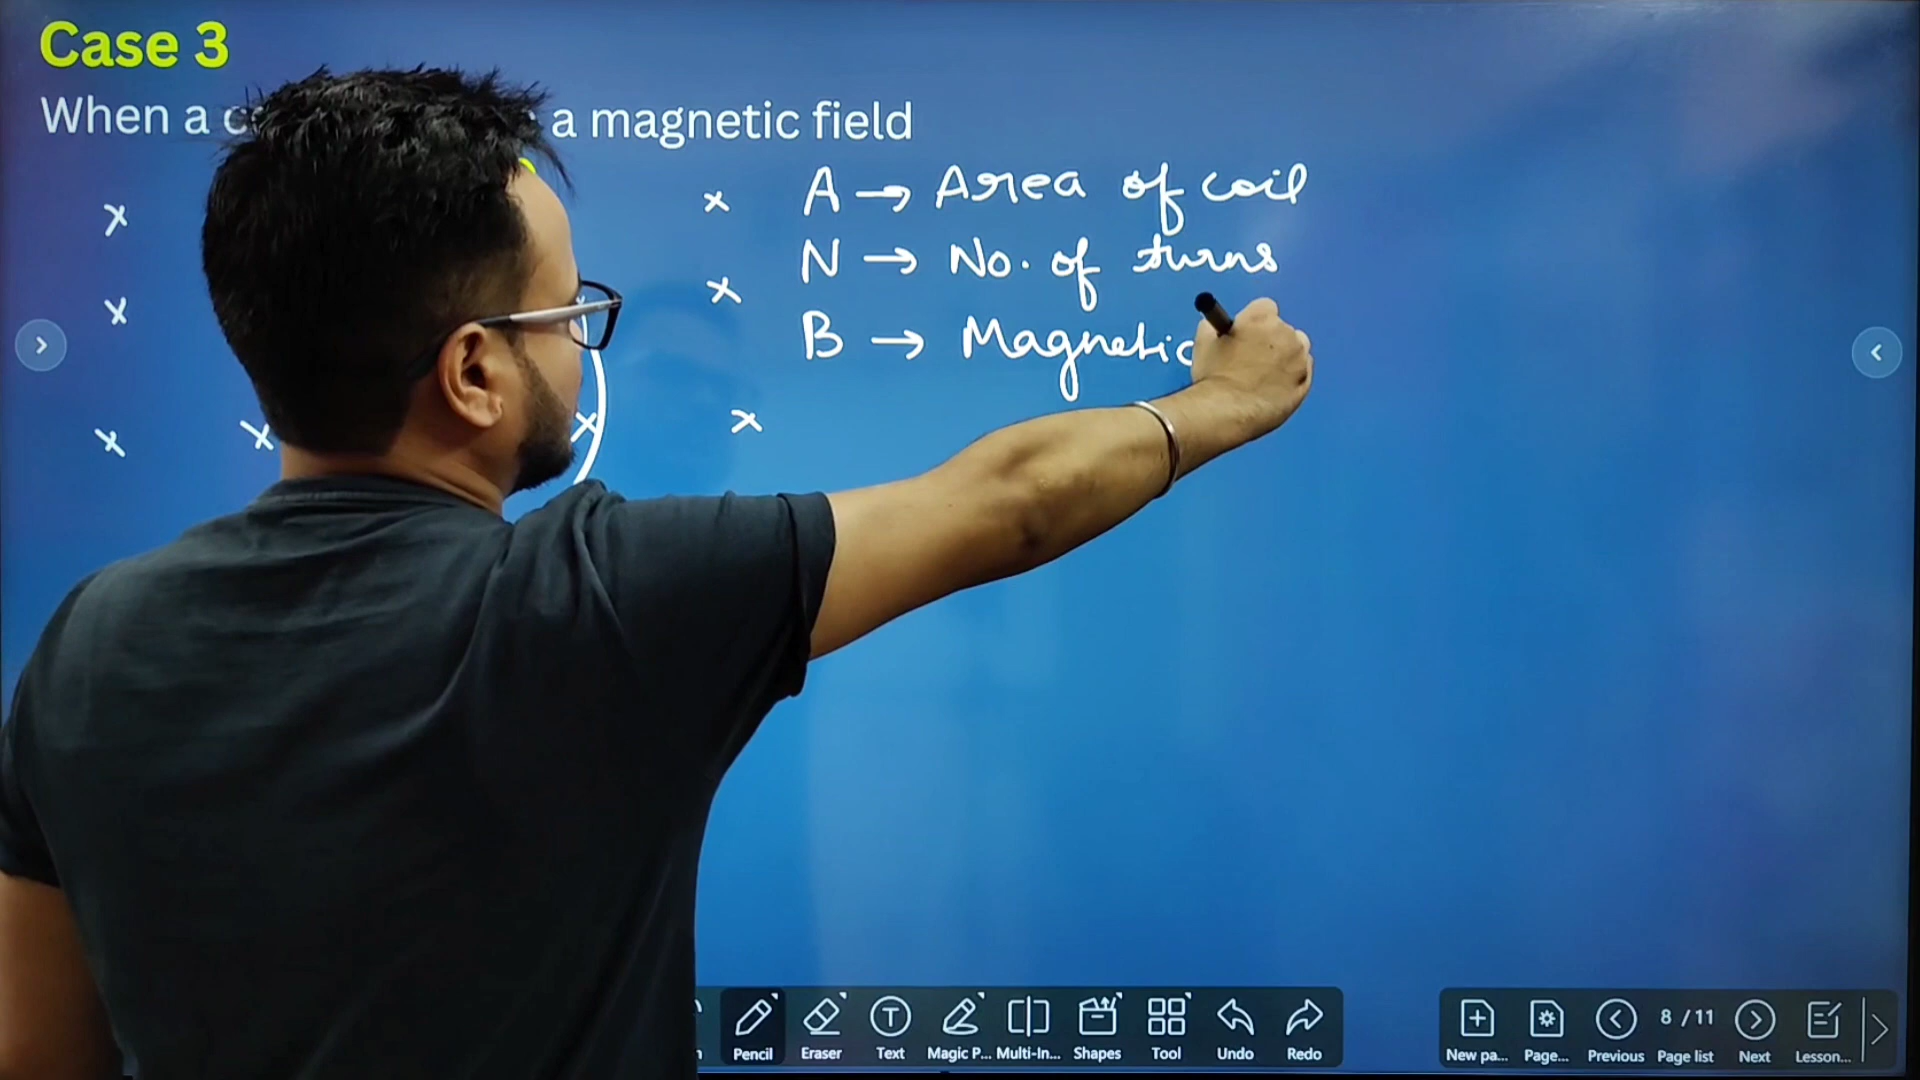 Case 3
When a c a magnetic field
A → Area of coil
N → No. of turns
B → Magnetic
Pencil
Eraser
Text
Magic P...
Multi-In...
Shapes
Tool
Undo
Redo
New pa...
Page...
Previous
8 / 11
Page list
Next
Lesson...